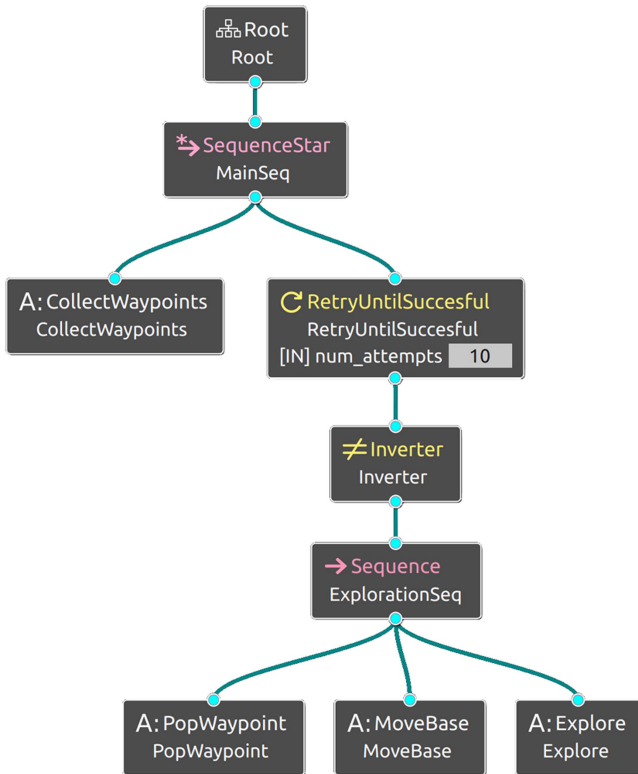 Root
Root
SequenceStar
MainSeq
A: CollectWaypoints
CollectWaypoints
RetryUntilSuccesful
RetryUntilSuccesful
[IN] num_attempts 10
Inverter
Inverter
Sequence
ExplorationSeq
A: PopWaypoint
PopWaypoint
A: MoveBase
MoveBase
A: Explore
Explore